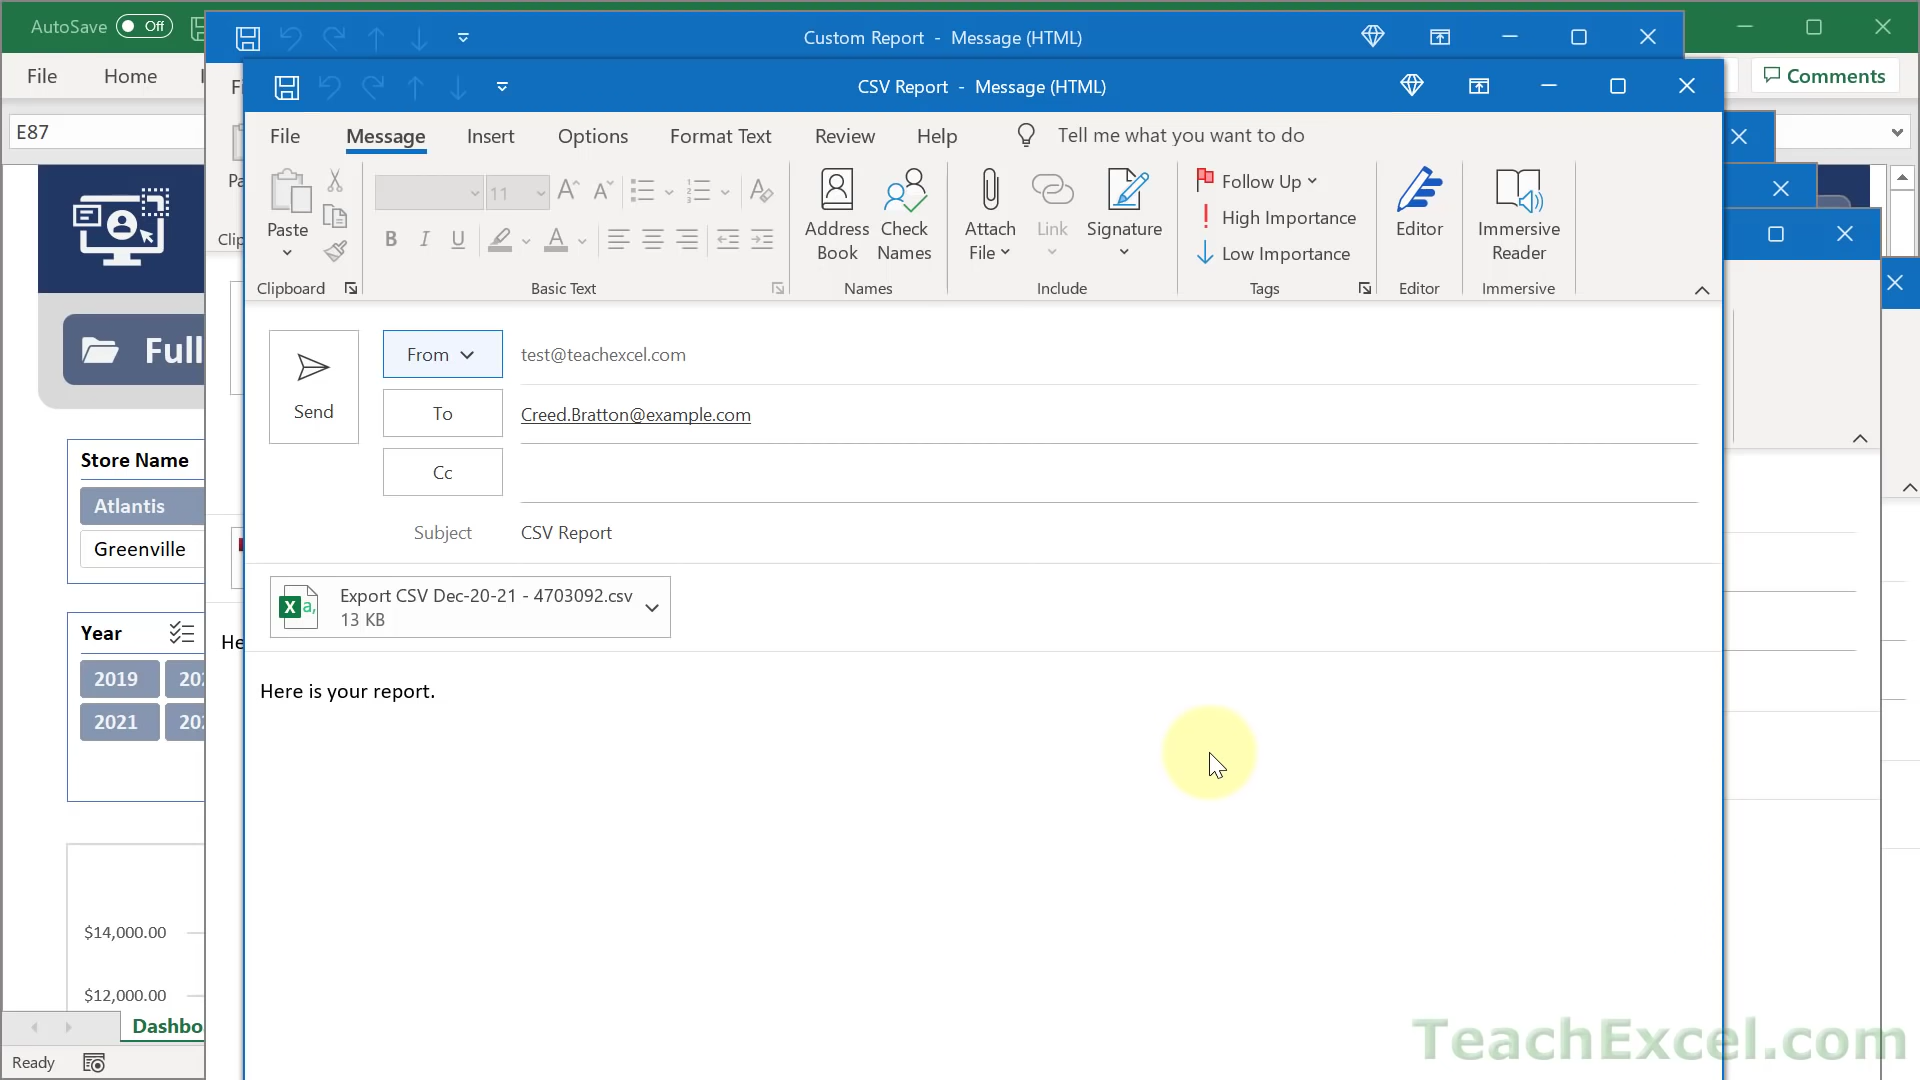 AutoSave Off
Custom Report - Message (HTML)
File Home
Comments
CSV Report - Message (HTML)
E87
File Message Insert Options Format Text Review Help Tell me what you want to do
Paste
11
B I U
Address Book
Check Names
Attach File
Link
Signature
Follow Up
High Importance
Low Importance
Editor
Immersive Reader
Clipboard Basic Text Names Include Tags Editor Immersive
Full
Send
From test@teachexcel.com
To Creed.Bratton@example.com
Cc
Subject CSV Report
Store Name
Atlantis
Greenville
Export CSV Dec-20-21 - 4703092.csv
13 KB
Year
He
2019 202
2021 202
Here is your report.
$14,000.00
$12,000.00
Dashbo
Ready
TeachExcel.com